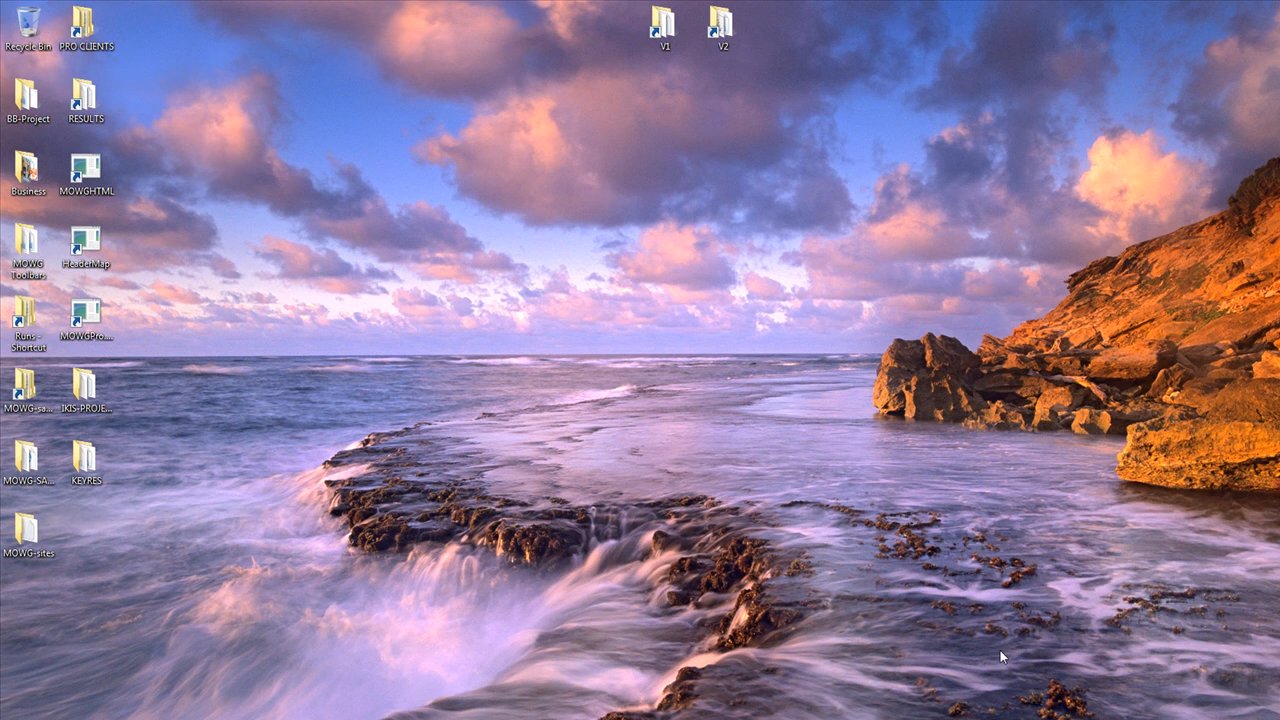 Recycle Bin
PRO CLIENTS
V1
V2
BB-Project
RESULTS
Business
MOWGHTML
MOWG
Toolbars
HeaderMap
Runs -
Shortcut
MOWGPro....
MOWG-sa...
IKIS-PROJE...
MOWG-SA...
KEYRES
MOWG-sites